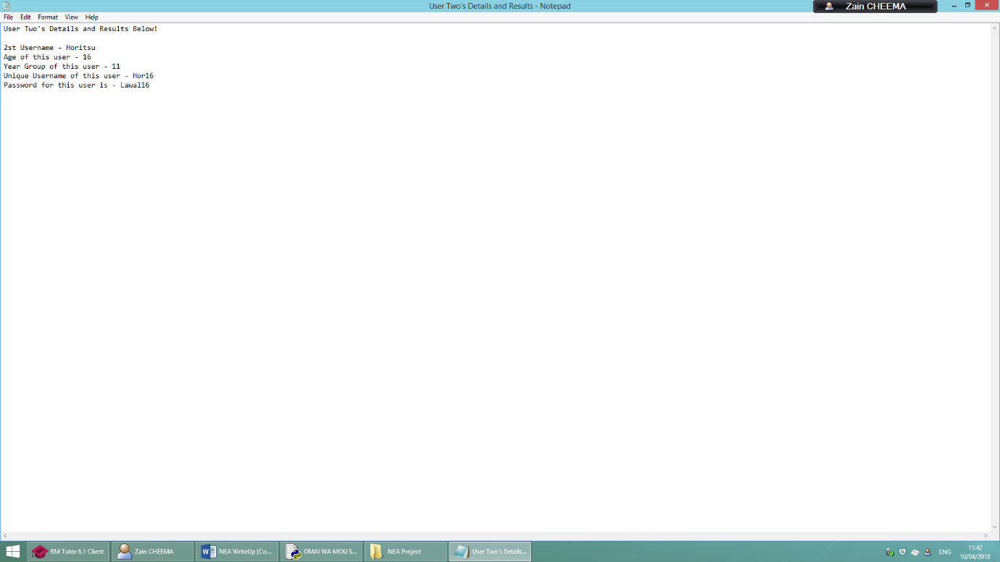 User Two's Details and Results - Notepad
Zain CHEEMA
File Edit Format View Help
User Two's Details and Results Below!
2st Username - Horitsu
Age of this user - 16
Year Group of this user - 11
Unique Username of this user - Hor16
Password for this user is - Lawal16
RM Tutor 6.1 Client
Zain CHEEMA
NEA WriteUp [Co...
OMAI WA MOU S...
NEA Project
User Two's Details...
ENG
11:42
10/04/2018